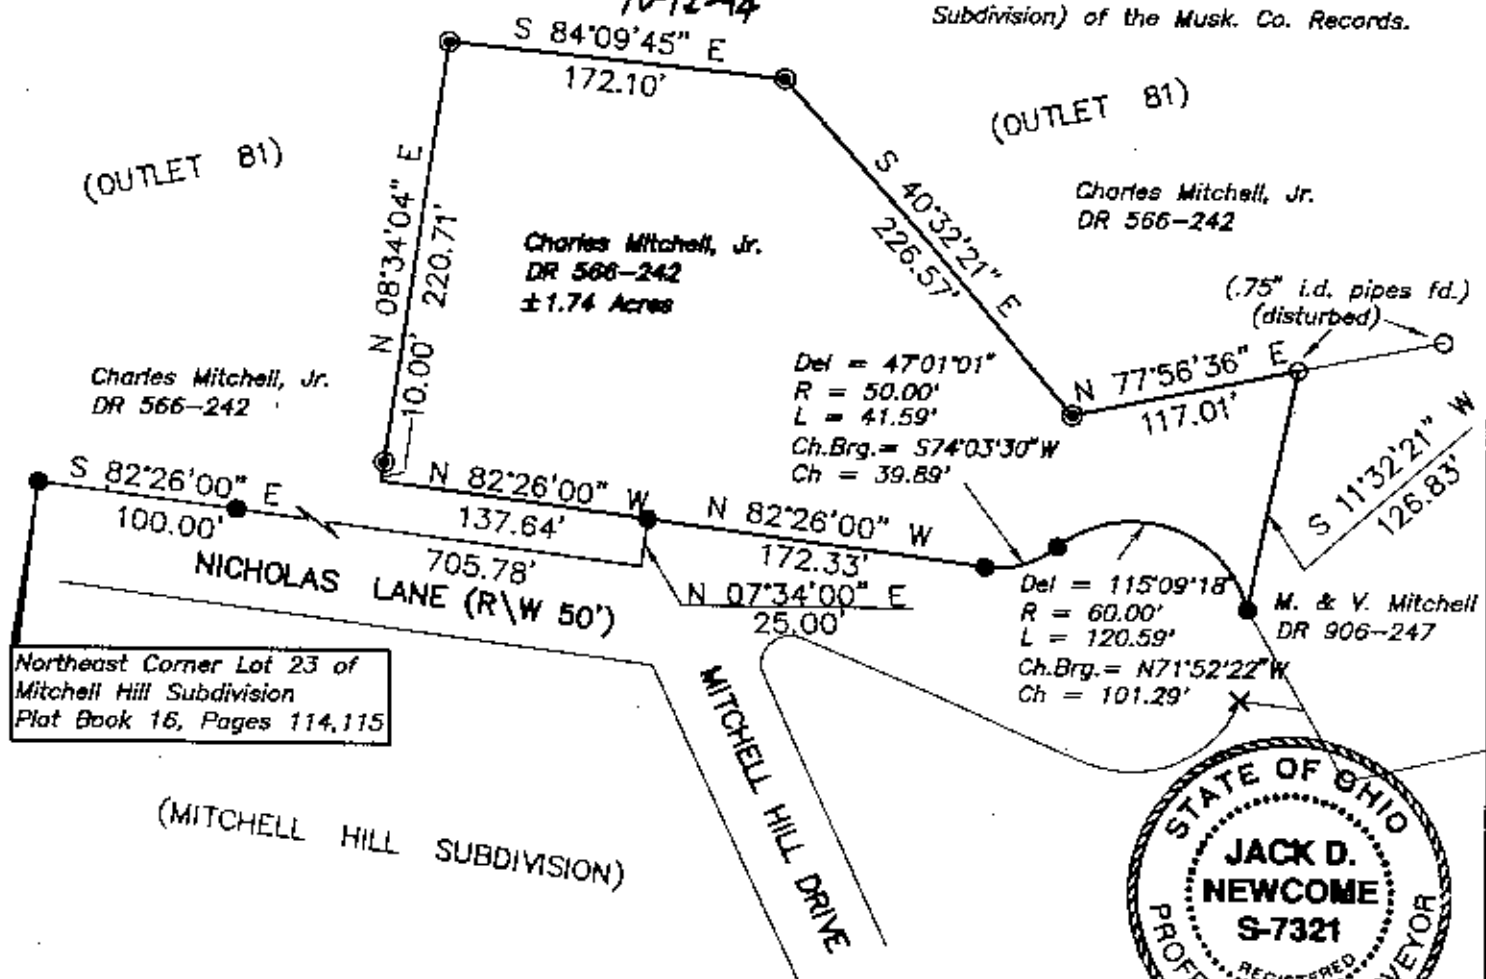 10-12-94
Subdivision) of the Musk. Co. Records.
S 84°09'45" E
172.10'
(OUTLET 81)
(OUTLET 81)
N 08°34'04" E
220.71'
10.00'
Charles Mitchell, Jr.
DR 566-242
±1.74 Acres
S 40°32'21" E
226.57'
Charles Mitchell, Jr.
DR 566-242
(.75" i.d. pipes fd.)
(disturbed)
Charles Mitchell, Jr.
DR 566-242
Del = 47°01'01"
R = 50.00'
L = 41.59'
Ch.Brg.= S74°03'30"W
Ch = 39.89'
N 77°56'36" E
117.01'
S 11°32'21" W
126.83'
S 82°26'00" E
100.00'
N 82°26'00" W
137.64'
705.78'
N 82°26'00" W
172.33'
NICHOLAS LANE (R\W 50')
N 07°34'00" E
25.00'
Del = 115°09'18"
R = 60.00'
L = 120.59'
Ch.Brg.= N71°52'22"W
Ch = 101.29'
M. & V. Mitchell
DR 906-247
Northeast Corner Lot 23 of
Mitchell Hill Subdivision
Plat Book 16, Pages 114,115
MITCHELL HILL DRIVE
(MITCHELL HILL SUBDIVISION)
STATE OF OHIO
JACK D.
NEWCOME
S-7321
REGISTERED